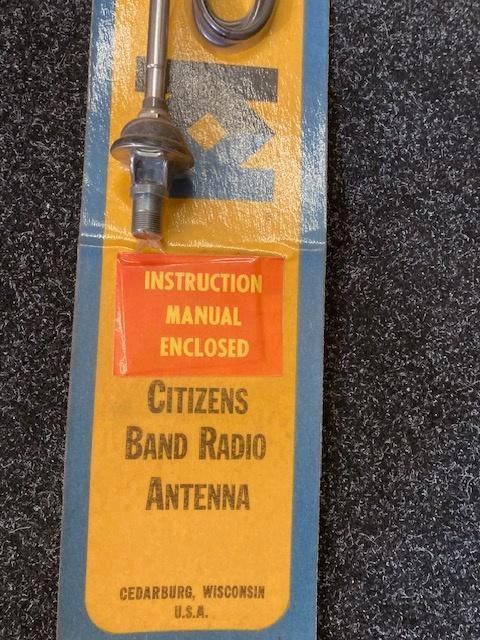 INSTRUCTION
MANUAL
ENCLOSED
CITIZENS
BAND RADIO
ANTENNA
CEDARBURG, WISCONSIN
U.S.A.